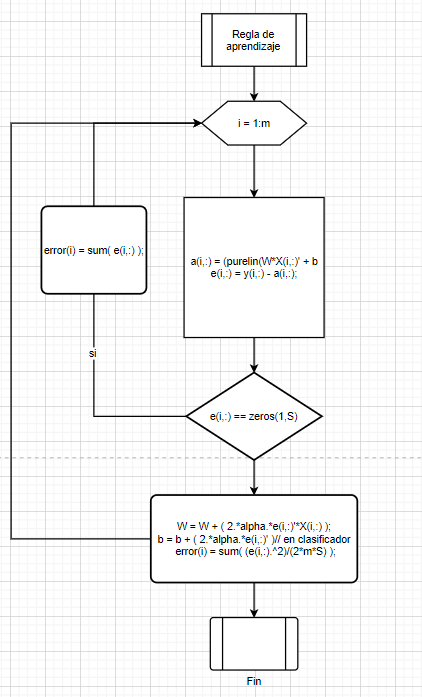 Regla de
aprendizaje
i = 1:m
error(i) = sum( e(i,:) );
a(i,:) = (purelin(W*X(i,:)' + b
e(i,:) = y(i,:) - a(i,:);
si
e(i,:) == zeros(1,S)
W = W + ( 2.*alpha.*e(i,:)'*X(i,:) );
b = b + ( 2.*alpha.*e(i,:)' )// en clasificador
error(i) = sum( (e(i,:).^2)/(2*m*S) );
Fin